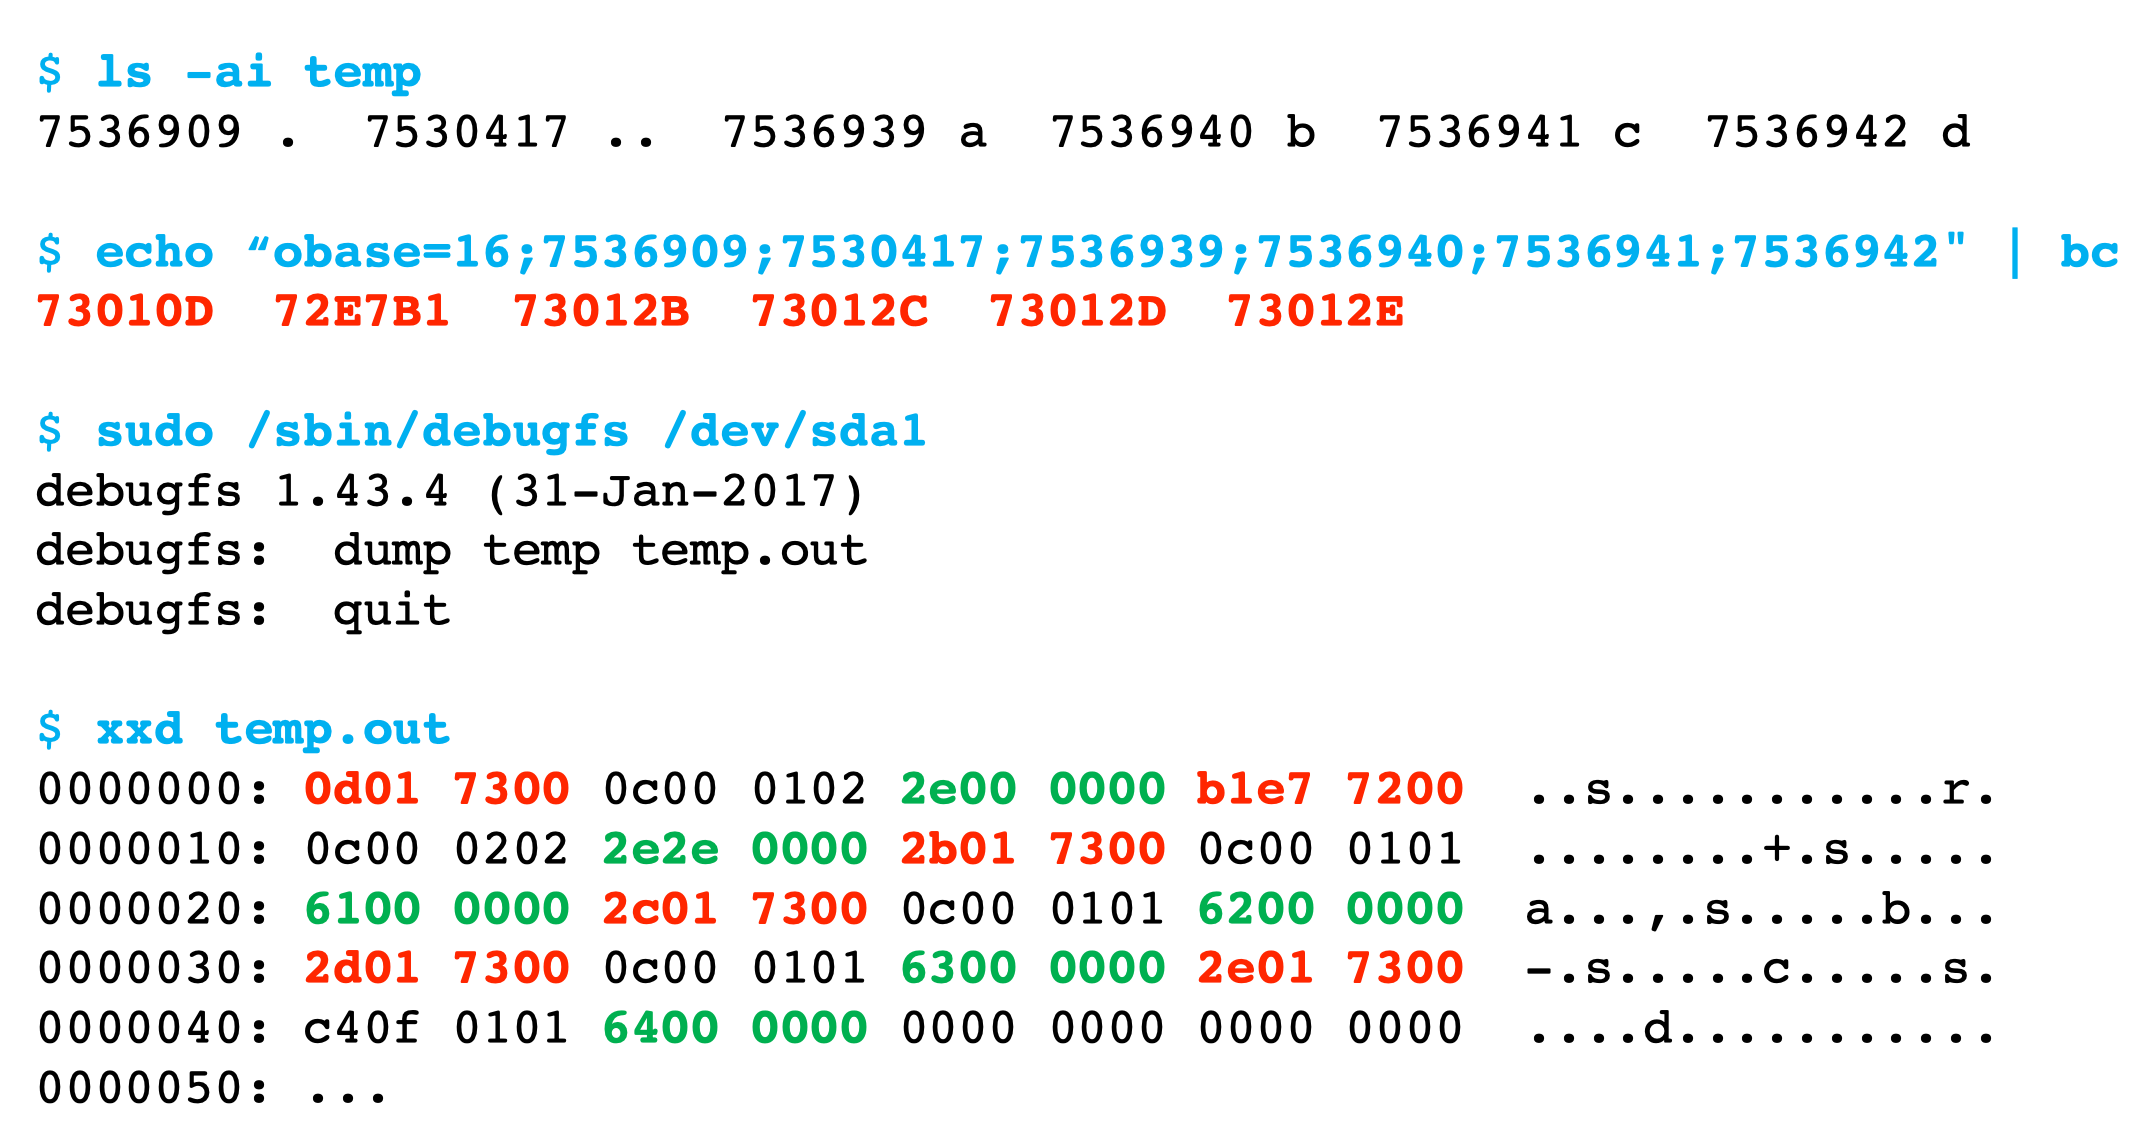 $ ls -ai temp
7536909 .  7530417 ..  7536939 a  7536940 b  7536941 c  7536942 d
$ echo “obase=16;7536909;7530417;7536939;7536940;7536941;7536942" | bc
73010D  72E7B1  73012B  73012C  73012D  73012E
$ sudo /sbin/debugfs /dev/sda1
debugfs 1.43.4 (31-Jan-2017)
debugfs:  dump temp temp.out
debugfs:  quit
$ xxd temp.out
0000000: 0d01 7300 0c00 0102 2e00 0000 b1e7 7200  ..s...........r.
0000010: 0c00 0202 2e2e 0000 2b01 7300 0c00 0101  ........+.s.....
0000020: 6100 0000 2c01 7300 0c00 0101 6200 0000  a...,.s.....b...
0000030: 2d01 7300 0c00 0101 6300 0000 2e01 7300  -.s.....c.....s.
0000040: c40f 0101 6400 0000 0000 0000 0000 0000  ....d...........
0000050: ...